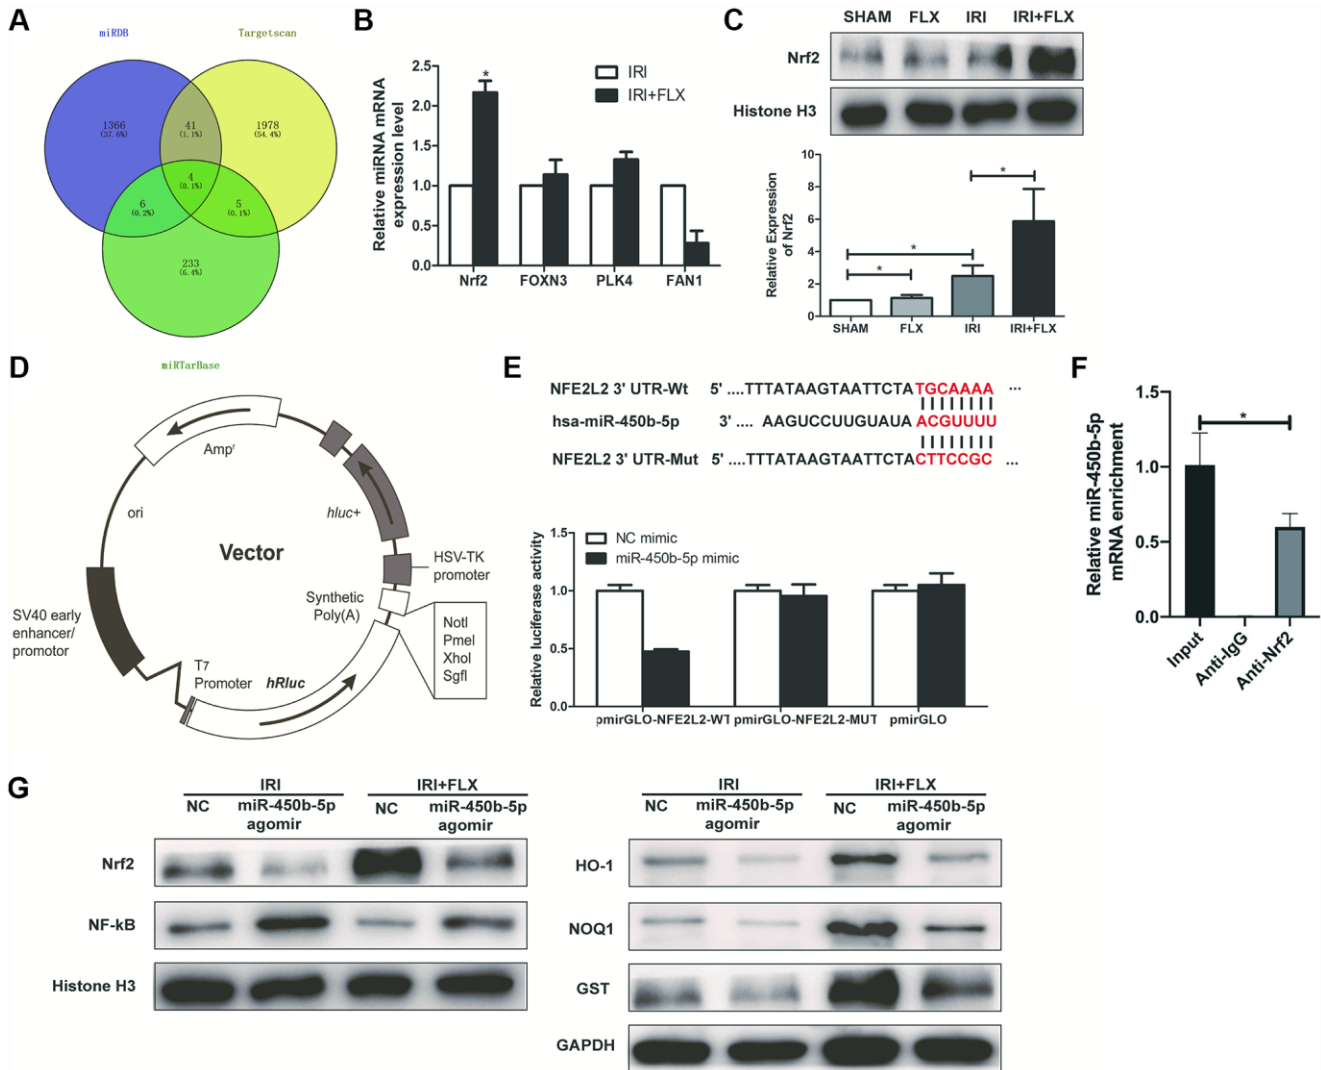 A
miRDB
Targetscan
1366
(37.6%)
41
(1.1%)
1978
(54.4%)
4
(0.1%)
6
(0.2%)
5
(0.1%)
233
(6.4%)
miRTarBase
B
Relative miRNA mRNA
expression level
2.5
2.0
1.5
1.0
0.5
0.0
*
IRI
IRI+FLX
Nrf2
FOXN3
PLK4
FAN1
C
SHAM
FLX
IRI
IRI+FLX
Nrf2
Histone H3
Relative Expression
of Nrf2
10
8
6
4
2
0
*
*
*
SHAM
FLX
IRI
IRI+FLX
D
Ampr
ori
hluc+
Vector
HSV-TK
promoter
Synthetic
Poly(A)
SV40 early
enhancer/
promotor
NotI
PmeI
XhoI
SgfI
T7
Promoter
hRluc
E
NFE2L2 3' UTR-Wt 5' ....TTTATAAGTAATTCTA TGCAAAA ...
hsa-miR-450b-5p 3' .... AAGUCCUUGUAUA ACGUUUU
NFE2L2 3' UTR-Mut 5' ....TTTATAAGTAATTCTACTTCCGC ...
Relative luciferase activity
1.5
1.0
0.5
0.0
NC mimic
miR-450b-5p mimic
pmirGLO-NFE2L2-WT
pmirGLO-NFE2L2-MUT
pmirGLO
F
Relative miR-450b-5p
mRNA enrichment
1.5
1.0
0.5
0.0
*
Input
Anti-IgG
Anti-Nrf2
G
IRI
IRI+FLX
NC
miR-450b-5p
agomir
NC
miR-450b-5p
agomir
Nrf2
NF-kB
Histone H3
IRI
IRI+FLX
NC
miR-450b-5p
agomir
NC
miR-450b-5p
agomir
HO-1
NOQ1
GST
GAPDH